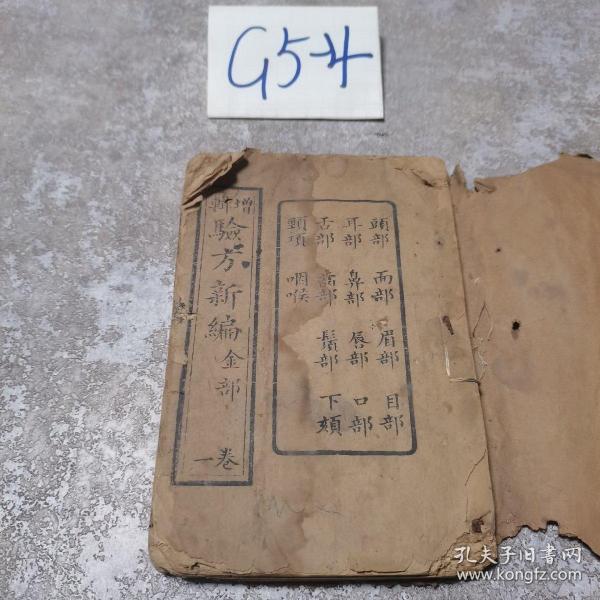 G54
增輯
驗方新編金部
卷一
頭部 面部 眉部 目部
耳部 鼻部 唇部 口部
舌部 齒部 鬚部 下頦
頸項 咽喉
孔夫子旧书网
www.kongfz.com